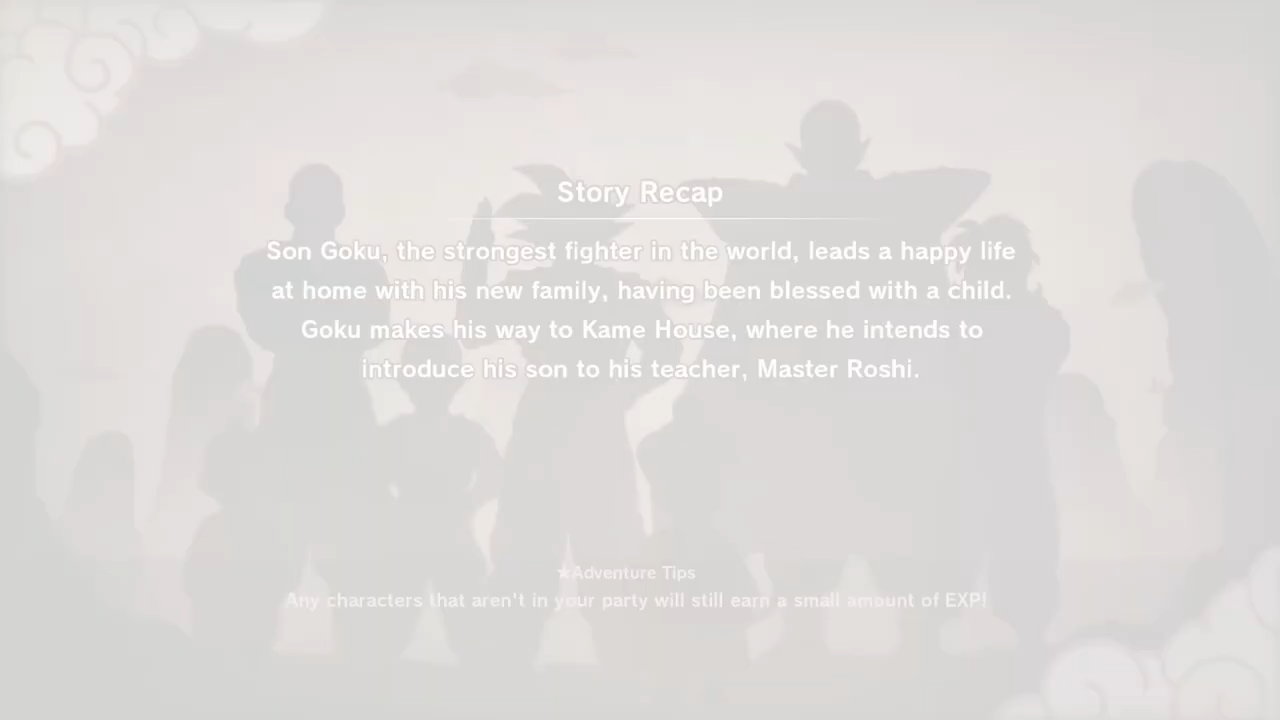 Story Recap
Son Goku, the strongest fighter in the world, leads a happy life
at home with his new family, having been blessed with a child.
Goku makes his way to Kame House, where he intends to
introduce his son to his teacher, Master Roshi.
★Adventure Tips
Any characters that aren't in your party will still earn a small amount of EXP!